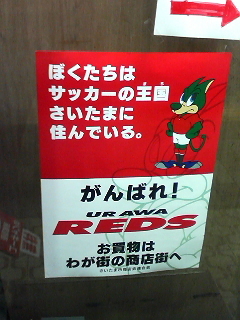 ぼくたちは
サッカーの王国
さいたまに
住んでいる。
がんばれ!
URAWA
REDS
お買物は
わが街の商店街へ